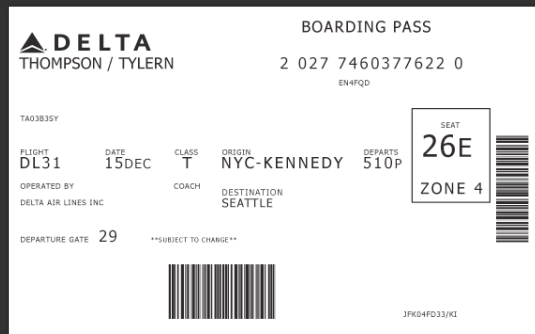 BOARDING PASS
DELTA
THOMPSON / TYLERN
2 027 7460377622 0
EN4FQD
TA03B3SY
SEAT
26E
ZONE 4
FLIGHT DATE CLASS ORIGIN DEPARTS
DL31 15DEC T NYC-KENNEDY 510P
OPERATED BY COACH DESTINATION
DELTA AIR LINES INC SEATTLE
DEPARTURE GATE 29 **SUBJECT TO CHANGE**
JFK04FD33/KI